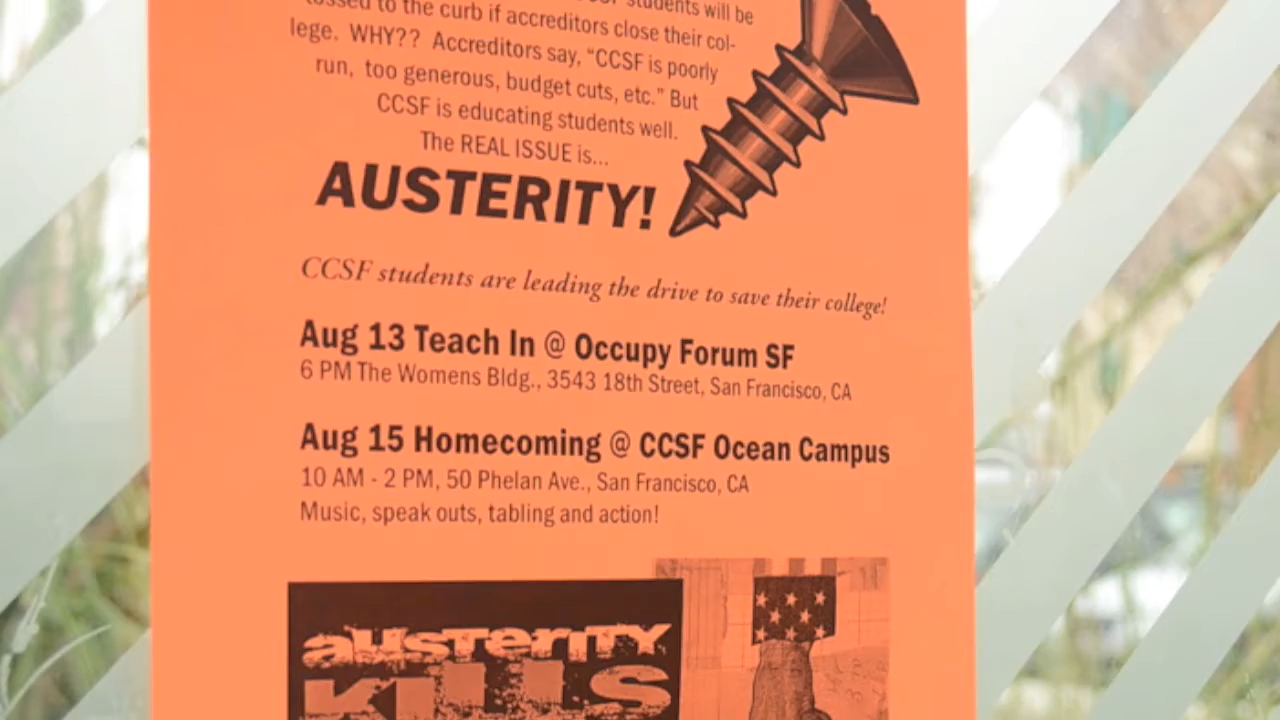 students will be
tossed to the curb if accreditors close their col-
lege. WHY?? Accreditors say, “CCSF is poorly
run, too generous, budget cuts, etc.” But
CCSF is educating students well.
The REAL ISSUE is...
AUSTERITY!
CCSF students are leading the drive to save their college!
Aug 13 Teach In @ Occupy Forum SF
6 PM The Womens Bldg., 3543 18th Street, San Francisco, CA
Aug 15 Homecoming @ CCSF Ocean Campus
10 AM - 2 PM, 50 Phelan Ave., San Francisco, CA
Music, speak outs, tabling and action!
AUSTERITY
KILLS